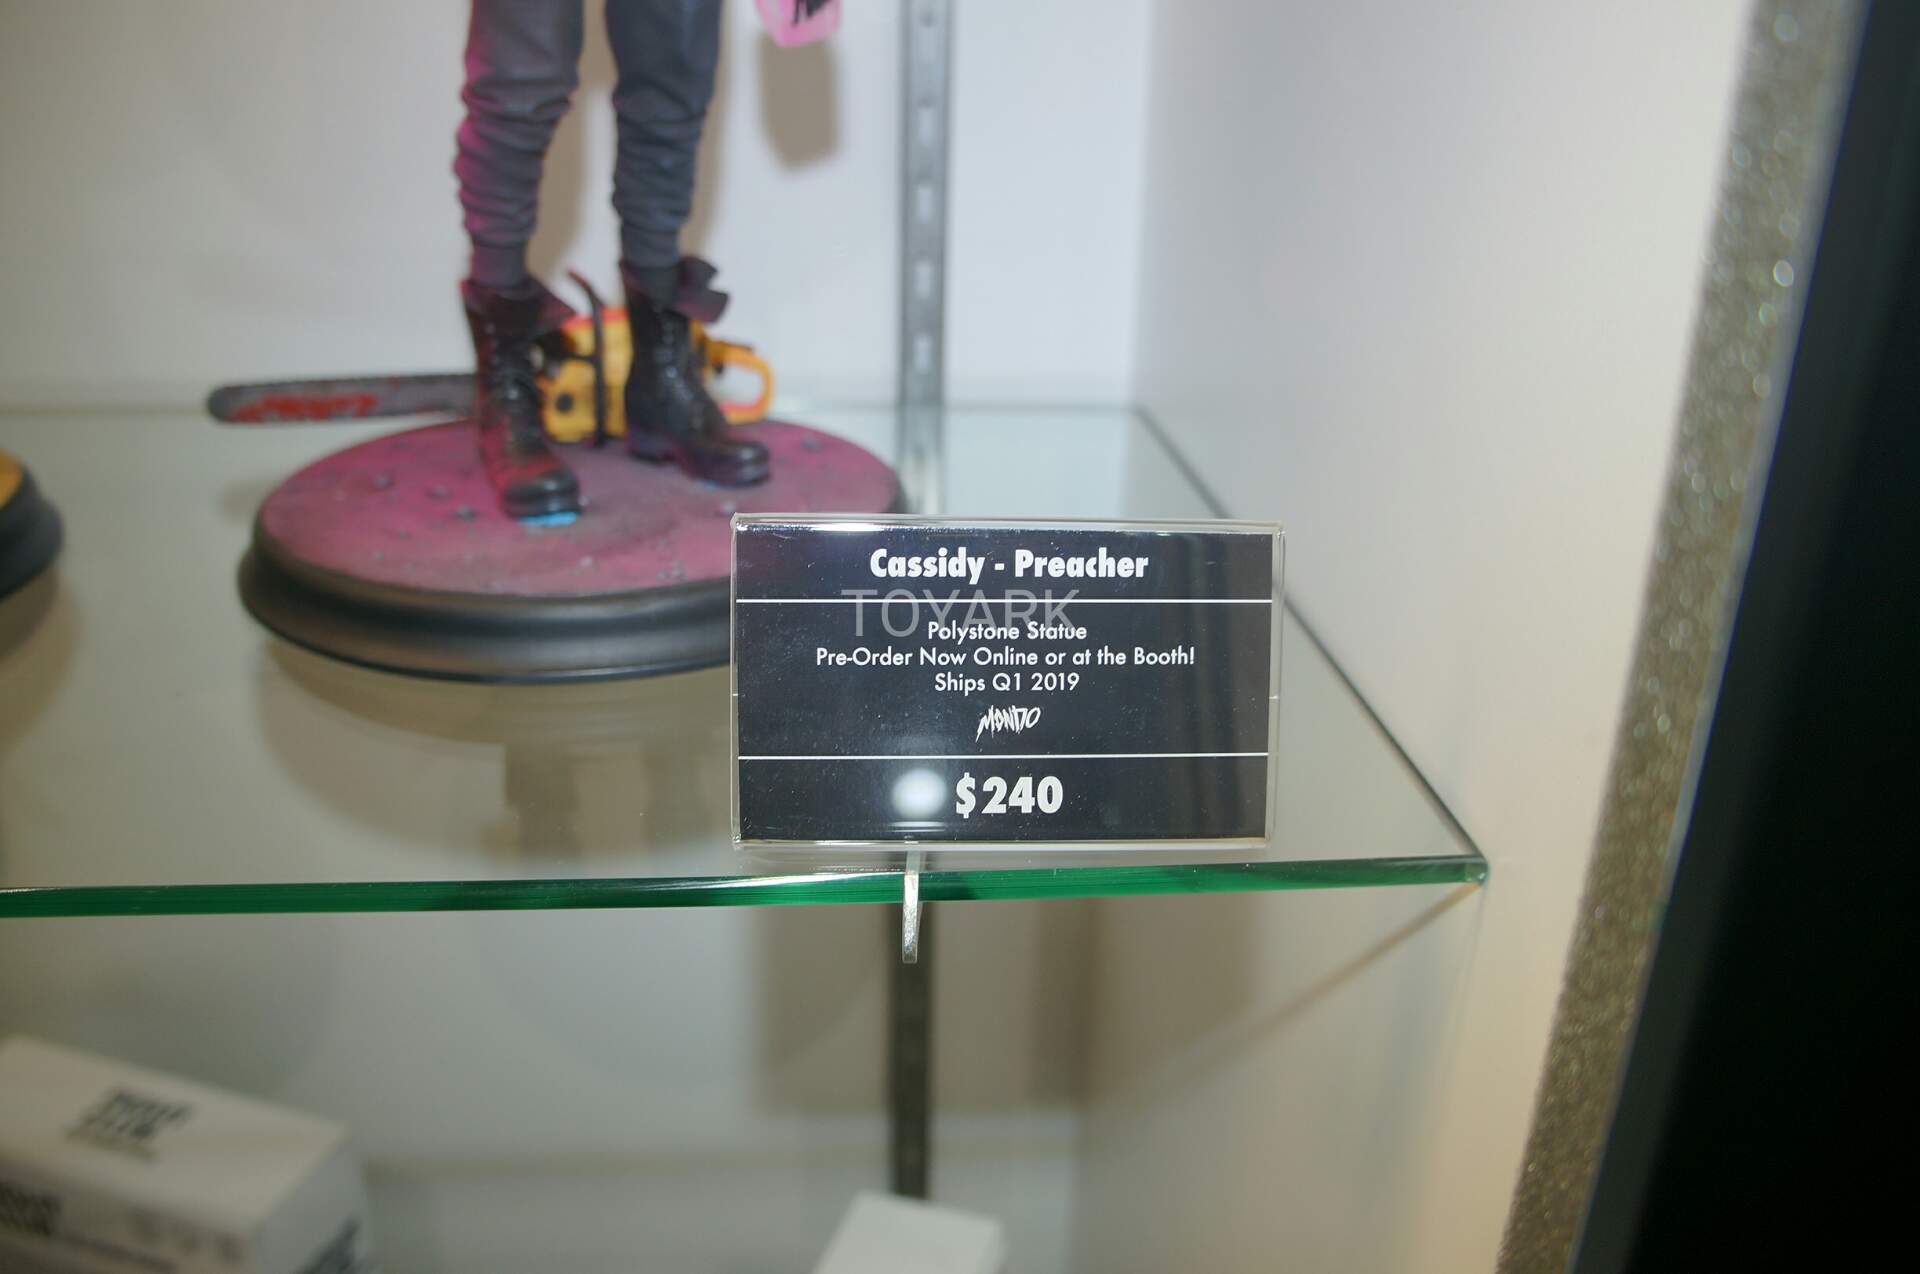 Cassidy - Preacher
TOYARK
Polystone Statue
Pre-Order Now Online or at the Booth!
Ships Q1 2019
MONDO
$240